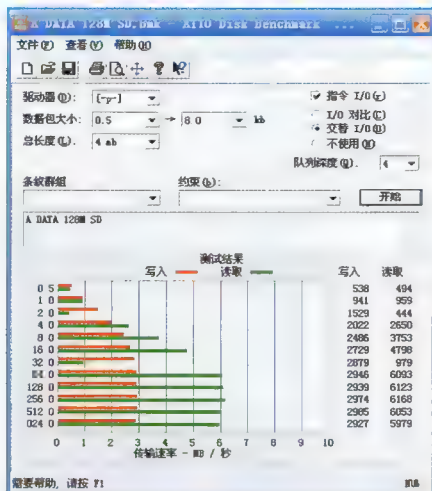 A DATA 128M SD.bmk - ATTO Disk Benchmark ...
文件(F) 查看(V) 帮助(H)
驱动器(D): [-p-] 指令 I/O(F)
数据包大小: 0.5 → 8.0 kb I/O 对比(C)
交替 I/O(O)
总长度(L). 4 mb 不使用(N)
队列深度(Q). 4
条纹群组 约束(b):
开始
A DATA 128M SD
测试结果
写入 读取 写入 读取
0 5 538 494
1 0 941 959
2 0 1529 444
4 0 2022 2650
8 0 2486 3753
16 0 2729 4798
32 0 2879 979
64 0 2946 6093
128 0 2939 6123
256 0 2974 6168
512 0 2985 6053
024 0 2927 5979
0 1 2 3 4 5 6 7 8 9 10
传输速率 - MB / 秒
需要帮助, 请按 F1 NUM